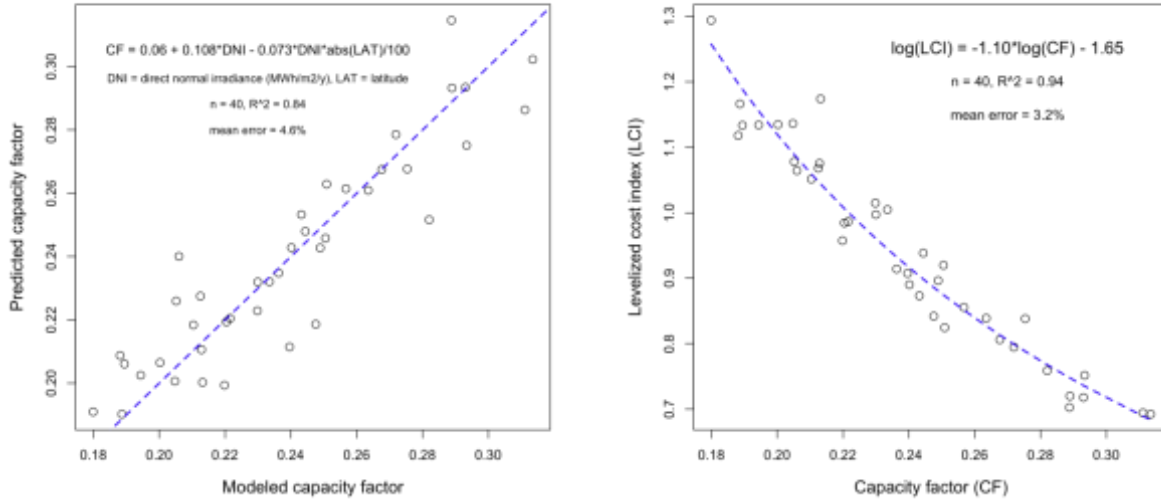 CF = 0.06 + 0.108*DNI - 0.073*DNI*abs(LAT)/100
DNI = direct normal irradiance (MWh/m2/y), LAT = latitude
n = 40, R^2 = 0.84
mean error = 4.6%
Predicted capacity factor
0.30
0.28
0.26
0.24
0.22
0.20
0.18 0.20 0.22 0.24 0.26 0.28 0.30
Modeled capacity factor
log(LCI) = -1.10*log(CF) - 1.65
n = 40, R^2 = 0.94
mean error = 3.2%
Levelized cost index (LCI)
1.3
1.2
1.1
1.0
0.9
0.8
0.7
0.18 0.20 0.22 0.24 0.26 0.28 0.30
Capacity factor (CF)